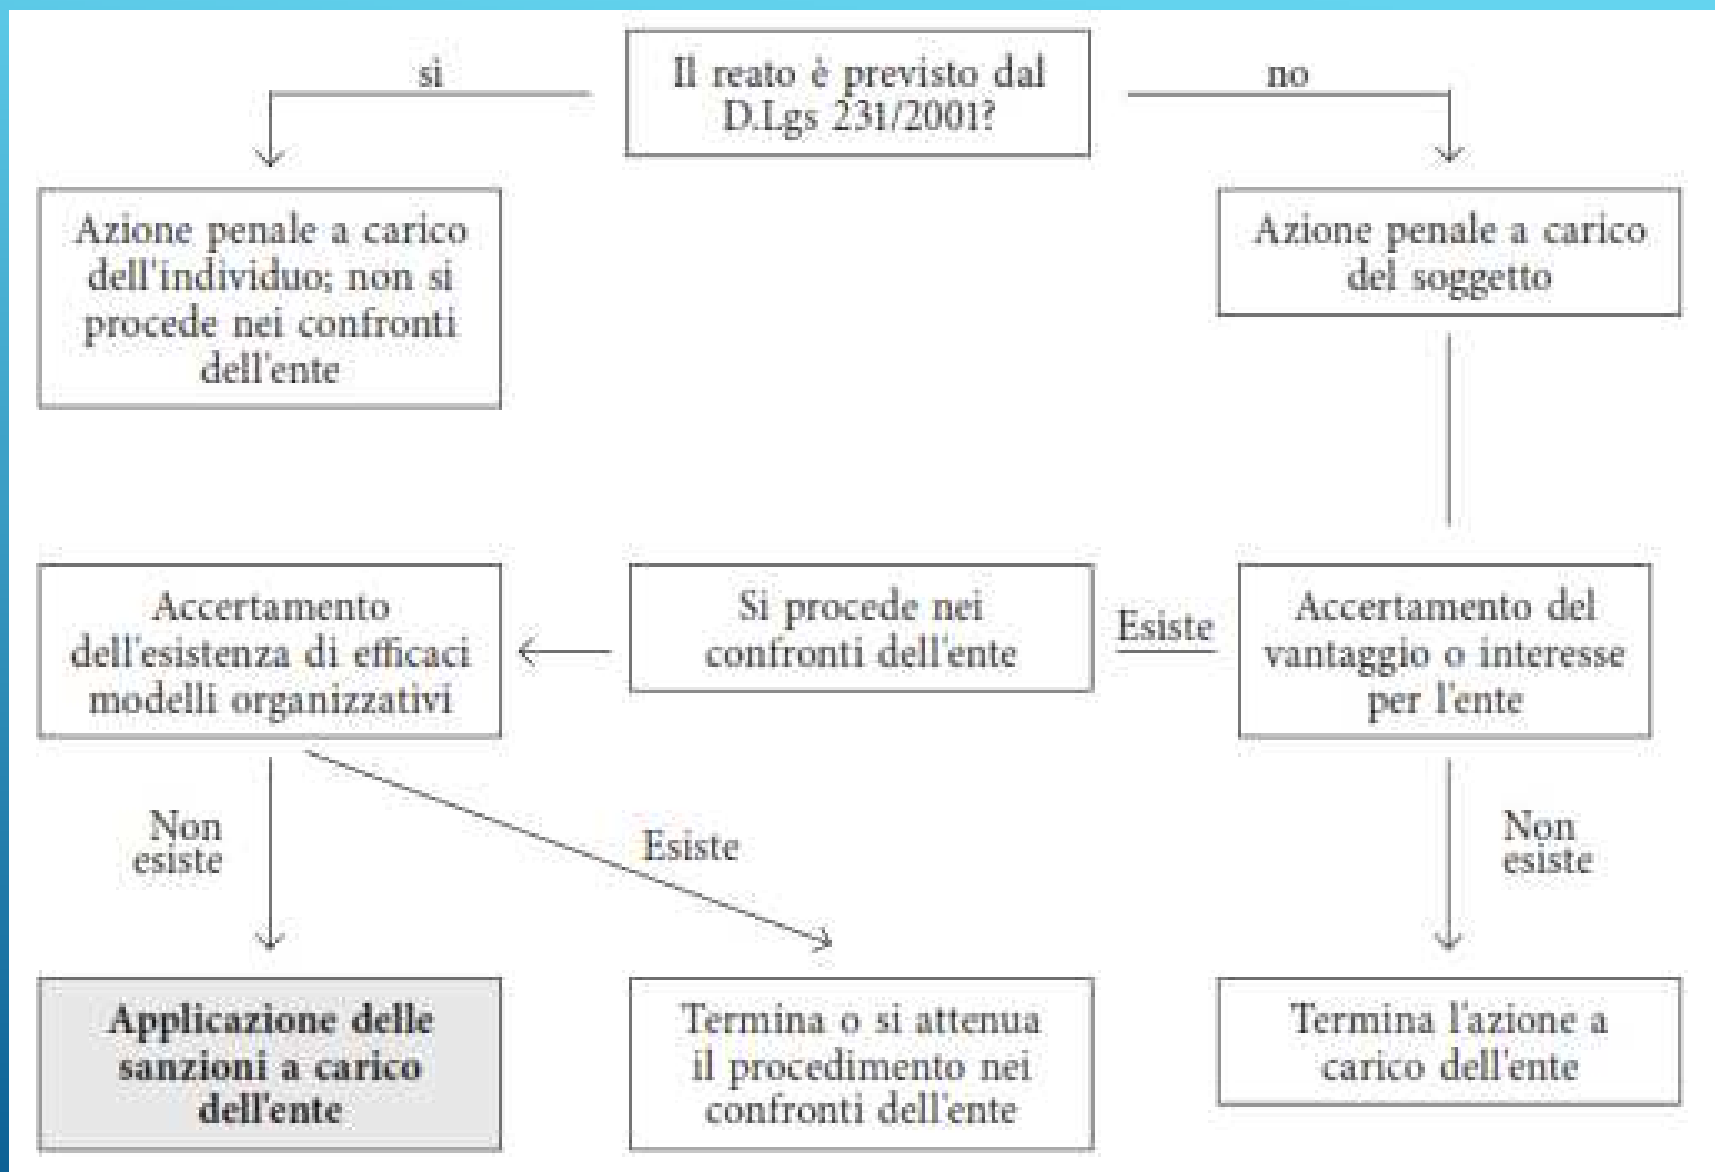 si
Il reato è previsto dal
D.Lgs 231/2001?
no
Azione penale a carico
dell'individuo; non si
procede nei confronti
dell'ente
Azione penale a carico
del soggetto
Accertamento
dell'esistenza di efficaci
modelli organizzativi
Si procede nei
confronti dell'ente
Esiste
Accertamento del
vantaggio o interesse
per l'ente
Non
esiste
Esiste
Non
esiste
Applicazione delle
sanzioni a carico
dell'ente
Termina o si attenua
il procedimento nei
confronti dell'ente
Termina l'azione a
carico dell'ente